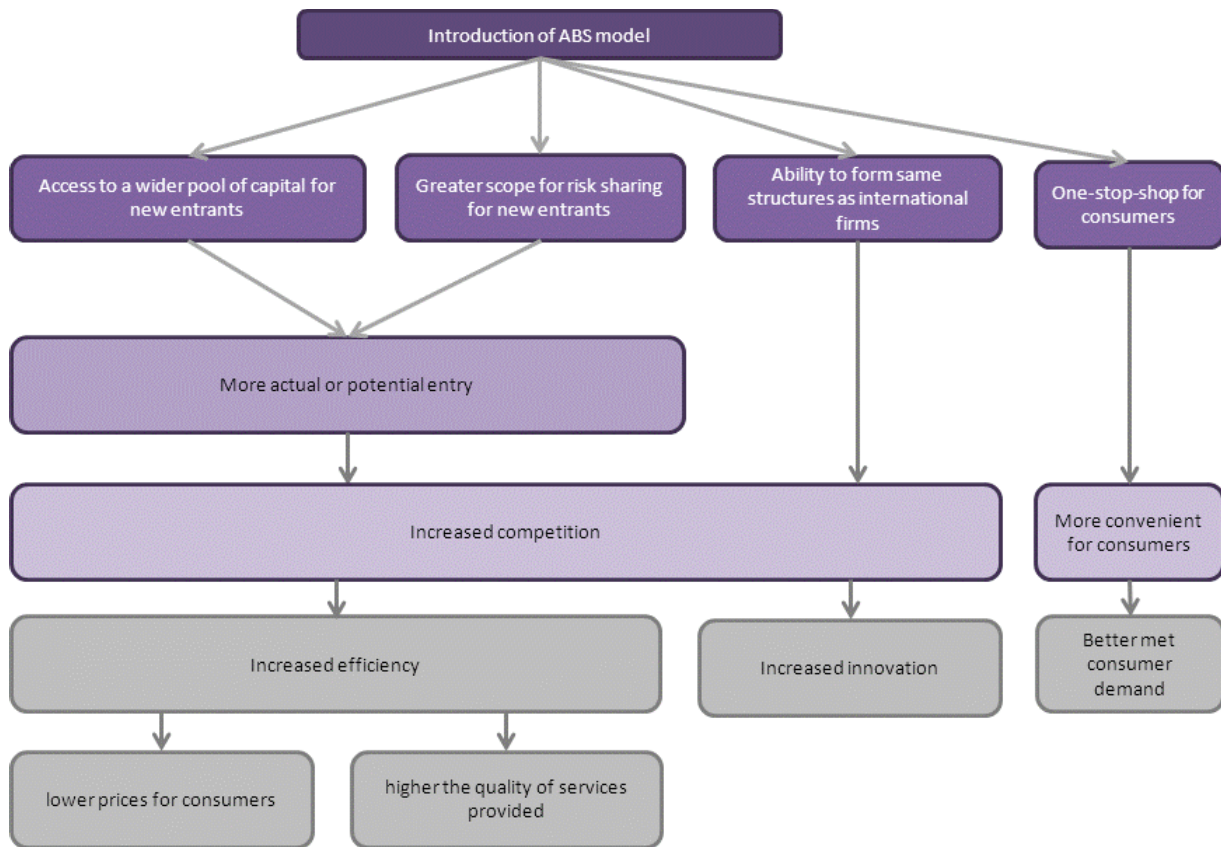 Introduction of ABS model
Access to a wider pool of capital for
new entrants
Greater scope for risk sharing
for new entrants
Ability to form same
structures as international
firms
One-stop-shop for
consumers
More actual or potential entry
Increased competition
More convenient
for consumers
Increased efficiency
Increased innovation
Better met
consumer
demand
lower prices for consumers
higher the quality of services
provided